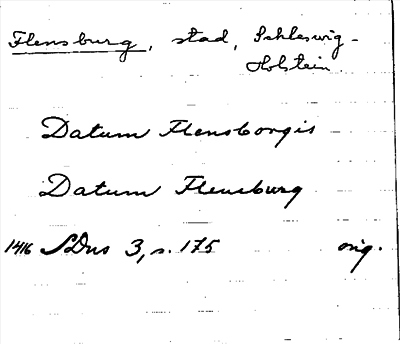 Flensburg, stad, Schleswig-
Holstein.
Datum Flensborgis
Datum Flensburg
1416 SDns 3, s. 175 orig.